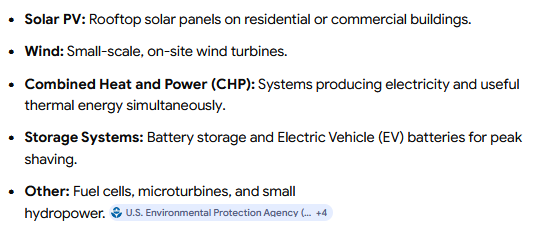 • Solar PV: Rooftop solar panels on residential or commercial buildings.
• Wind: Small-scale, on-site wind turbines.
• Combined Heat and Power (CHP): Systems producing electricity and useful
thermal energy simultaneously.
• Storage Systems: Battery storage and Electric Vehicle (EV) batteries for peak
shaving.
• Other: Fuel cells, microturbines, and small
hydropower. U.S. Environmental Protection Agency (... +4